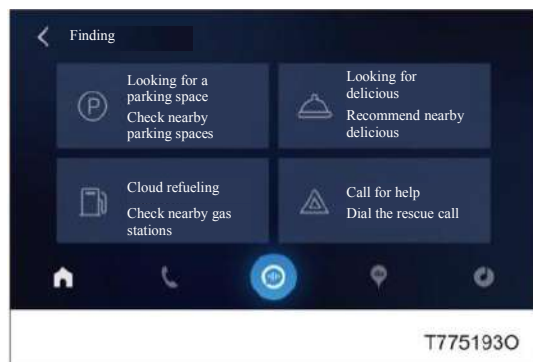 Finding
Looking for a
parking space
Check nearby
parking spaces
Looking for
delicious
Recommend nearby
delicious
Cloud refueling
Check nearby gas
stations
Call for help
Dial the rescue call
T775193O